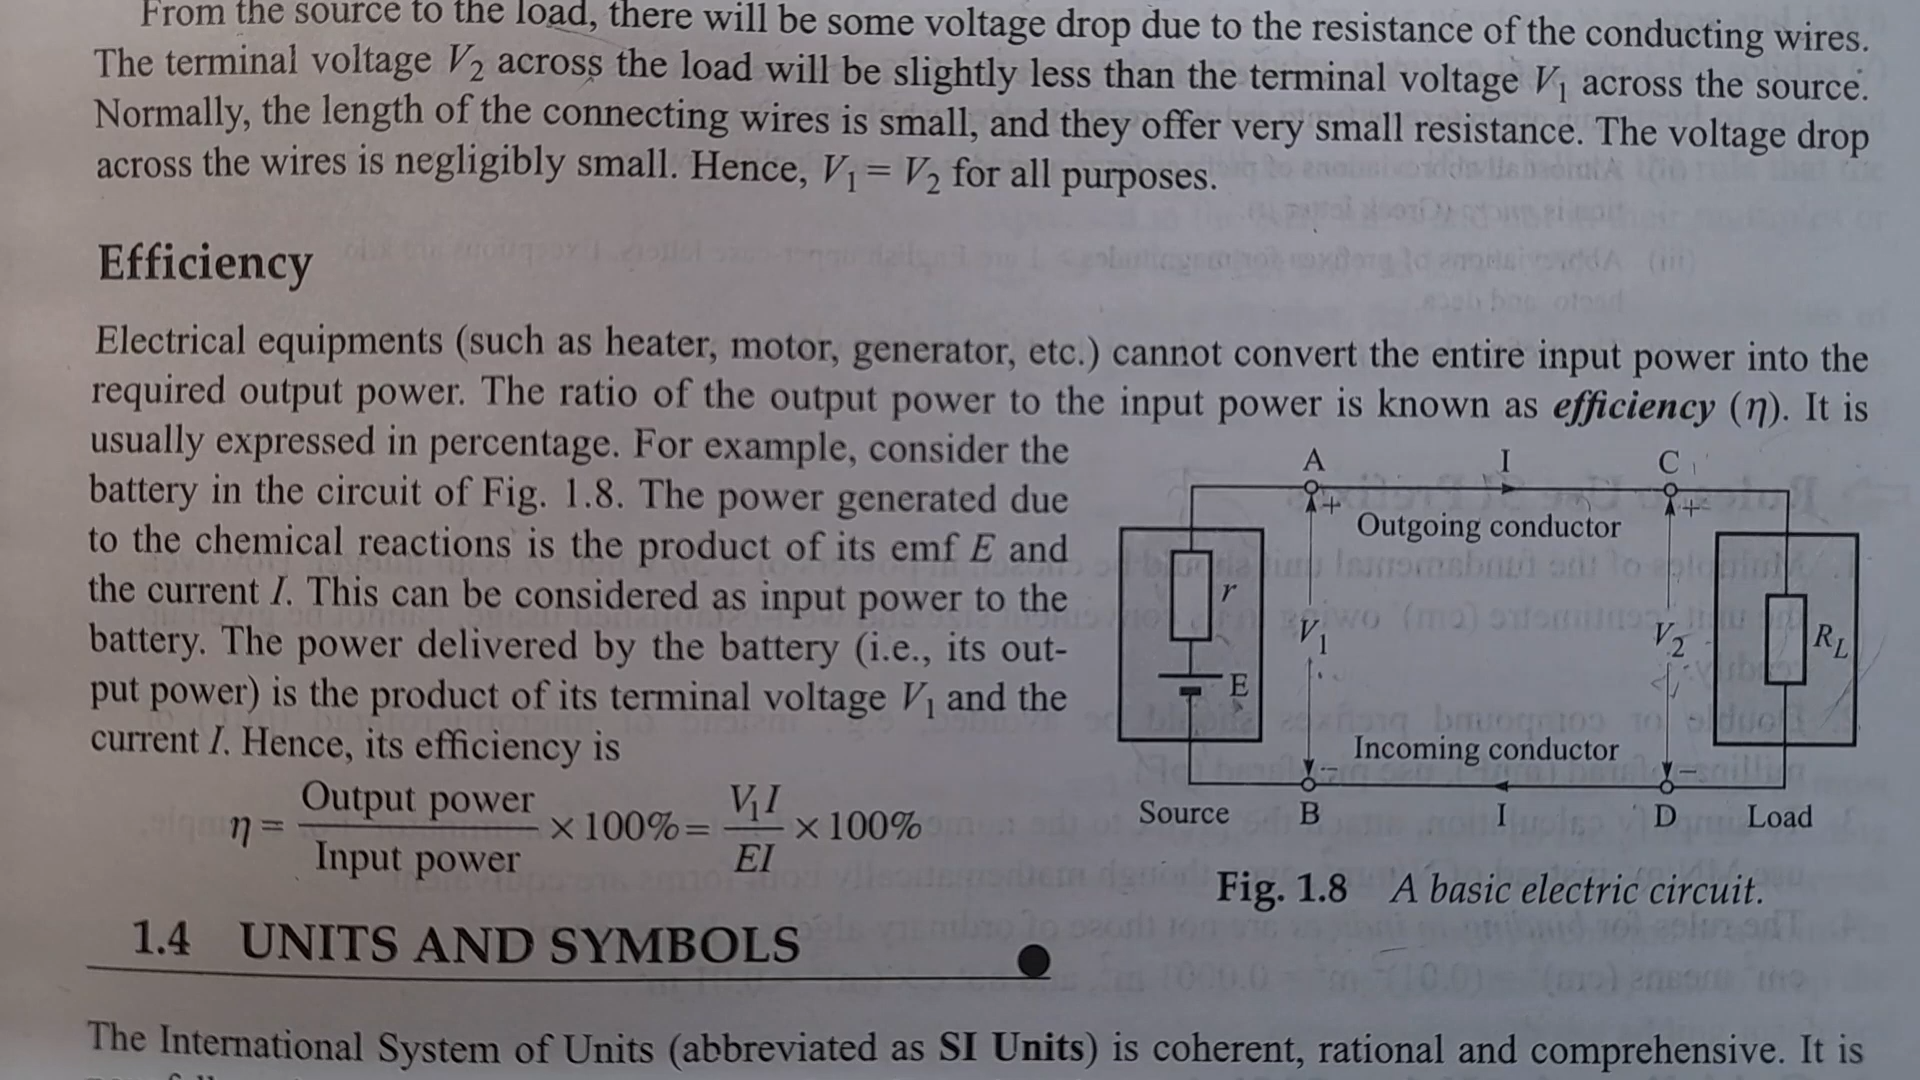 From the source to the load, there will be some voltage drop due to the resistance of the conducting wires.
The terminal voltage V₂ across the load will be slightly less than the terminal voltage V₁ across the source.
Normally, the length of the connecting wires is small, and they offer very small resistance. The voltage drop
across the wires is negligibly small. Hence, V₁ = V₂ for all purposes.
Efficiency
Electrical equipments (such as heater, motor, generator, etc.) cannot convert the entire input power into the
required output power. The ratio of the output power to the input power is known as efficiency (η). It is
usually expressed in percentage. For example, consider the
battery in the circuit of Fig. 1.8. The power generated due
to the chemical reactions is the product of its emf E and
the current I. This can be considered as input power to the
battery. The power delivered by the battery (i.e., its out-
put power) is the product of its terminal voltage V₁ and the
current I. Hence, its efficiency is
η = Output power / Input power × 100% = V₁I / EI × 100%
A I C
+ +
Outgoing conductor
r
V₁ V₂ R_L
E
Incoming conductor
− −
Source B I D Load
Fig. 1.8 A basic electric circuit.
1.4 UNITS AND SYMBOLS
The International System of Units (abbreviated as SI Units) is coherent, rational and comprehensive. It is